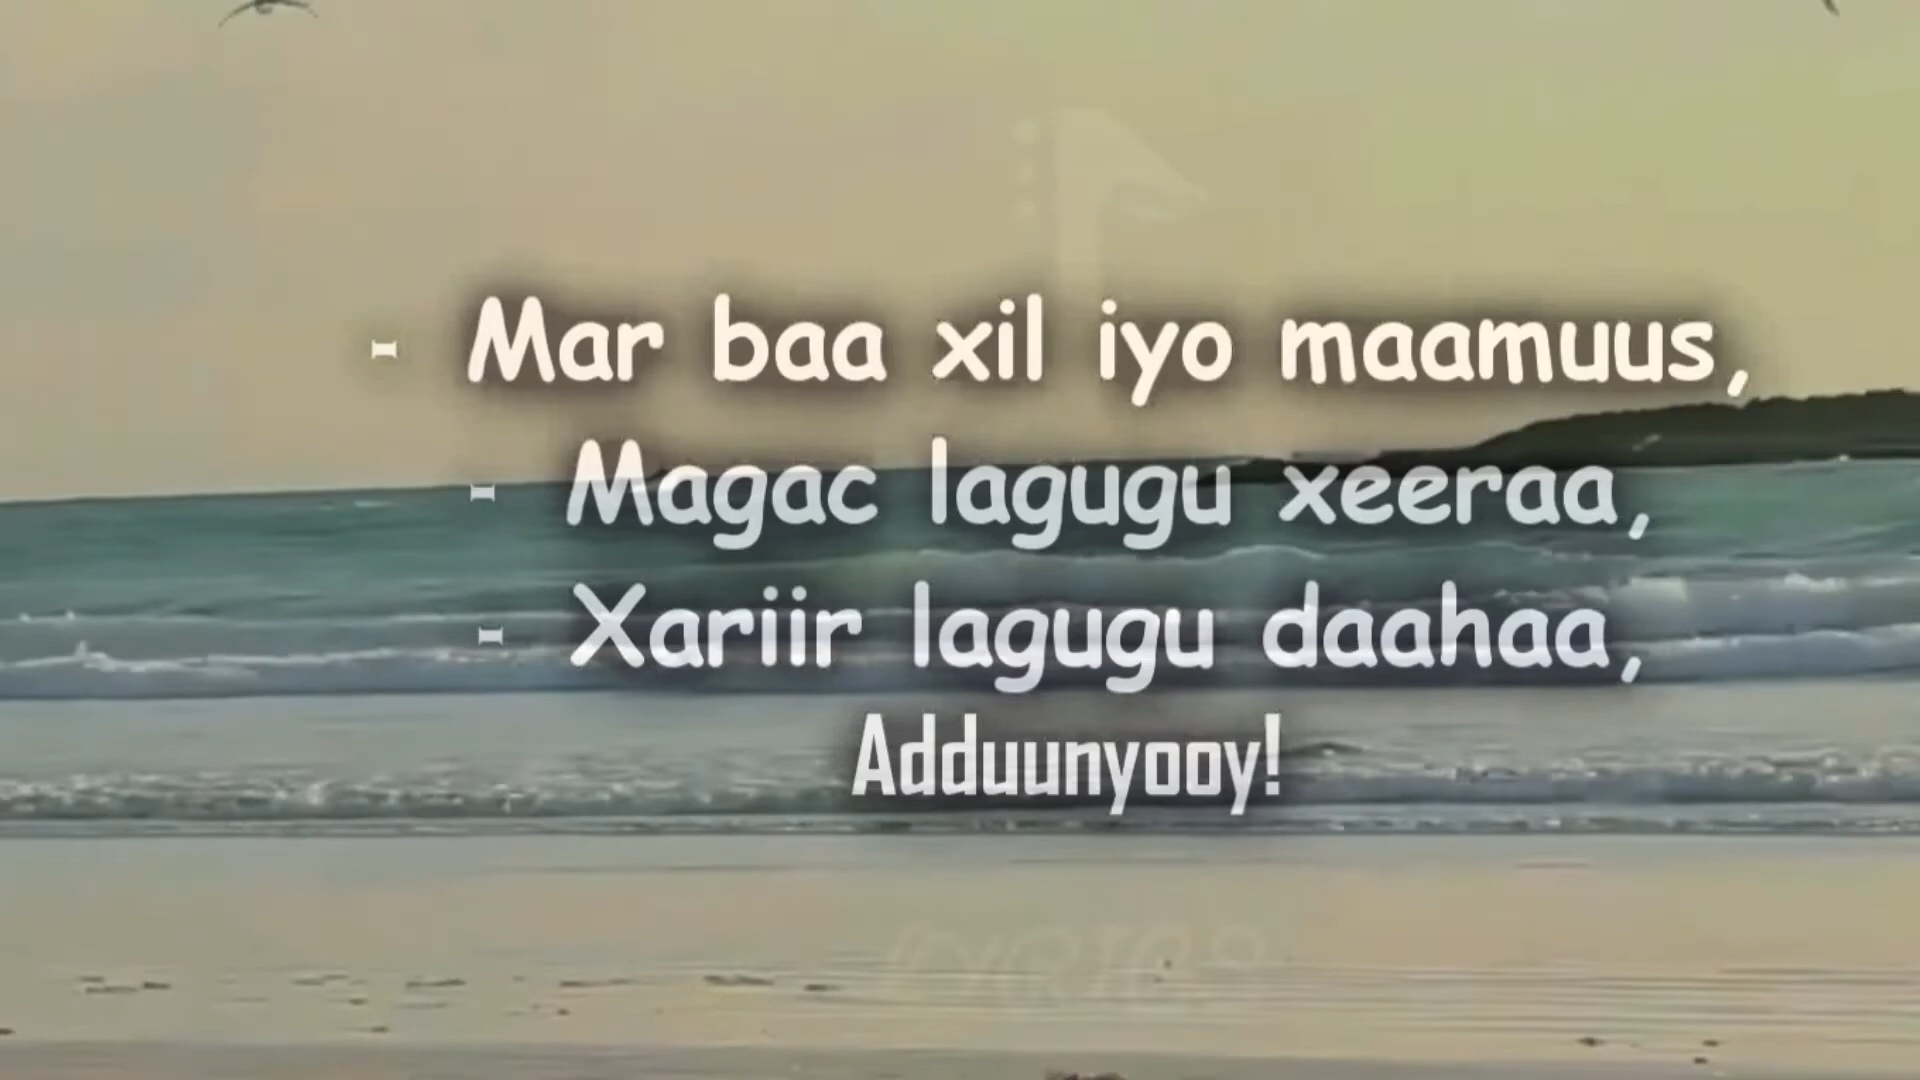 - Mar baa xil iyo maamuus,
- Magac lagugu xeeraa,
- Xariir lagugu daahaa,
Adduunyooy!